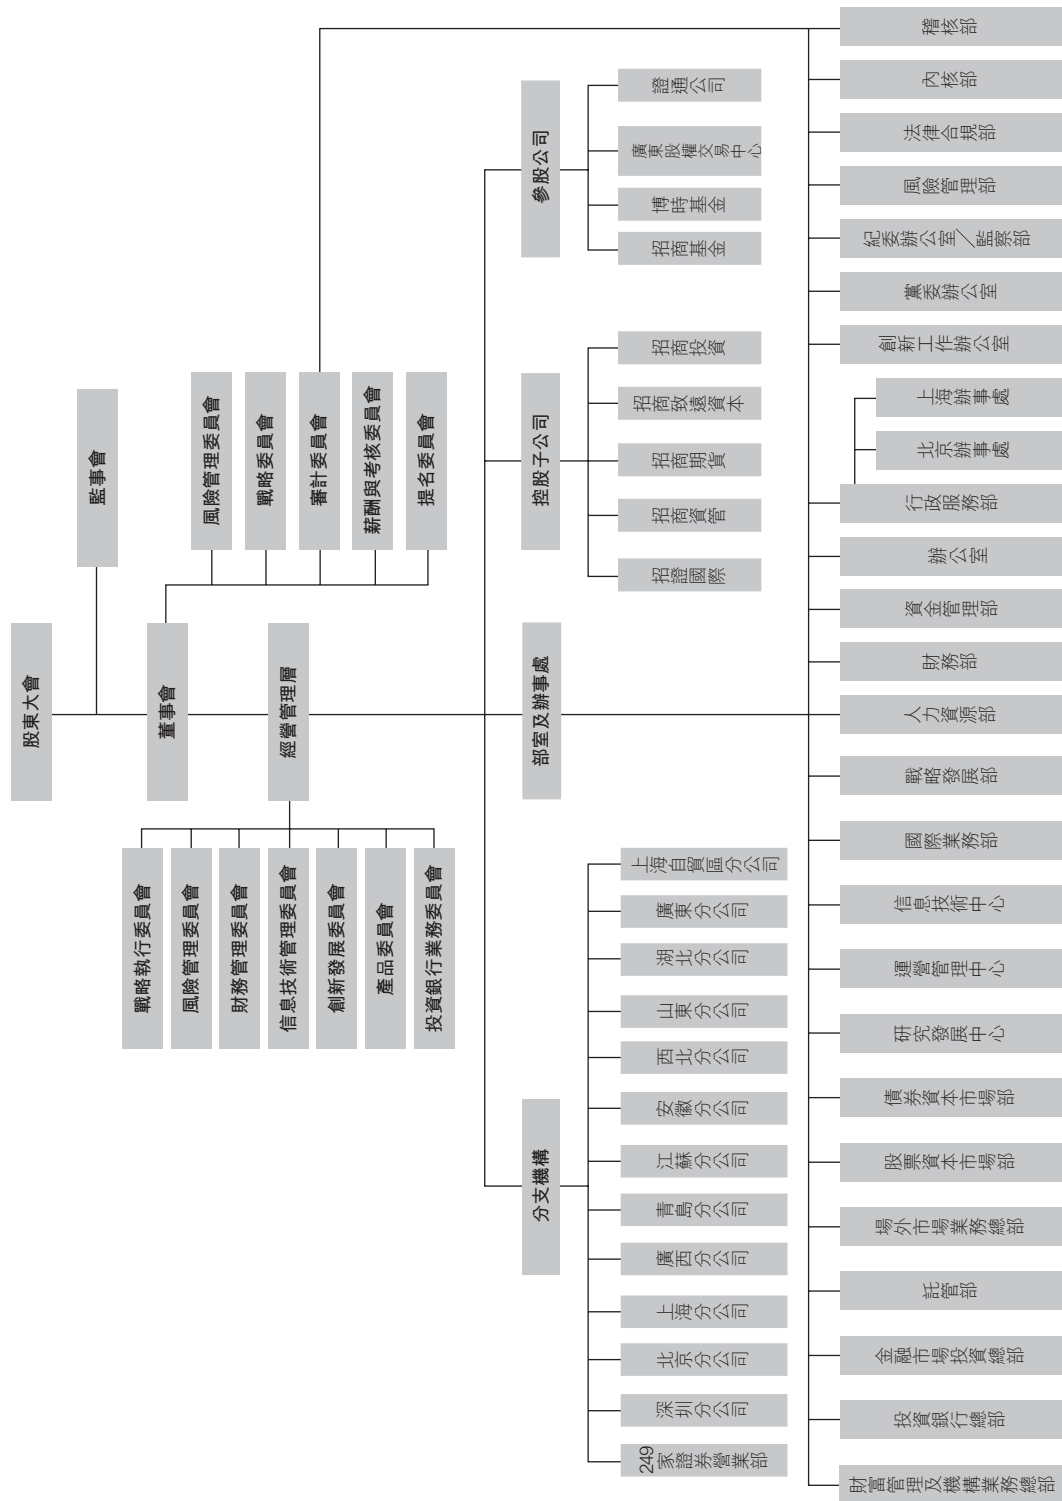 股東大會
監事會
董事會
風險管理委員會
戰略委員會
審計委員會
薪酬與考核委員會
提名委員會
經營管理層
戰略執行委員會
風險管理委員會
財務管理委員會
信息技術管理委員會
創新發展委員會
產品委員會
投資銀行業務委員會
分支機構
部室及辦事處
控股子公司
參股公司
249
家證券營業部
深圳分公司
北京分公司
上海分公司
廣西分公司
青島分公司
江蘇分公司
安徽分公司
西北分公司
山東分公司
湖北分公司
廣東分公司
上海自貿區分公司
招證國際
招商資管
招商期貨
招商致遠資本
招商投資
招商基金
博時基金
廣東股權交易中心
證通公司
財富管理及機構業務總部
投資銀行總部
金融市場投資總部
託管部
場外市場業務總部
股票資本市場部
債券資本市場部
研究發展中心
運營管理中心
信息技術中心
國際業務部
戰略發展部
人力資源部
財務部
資金管理部
辦公室
行政服務部
北京辦事處
上海辦事處
創新工作辦公室
黨委辦公室
紀委辦公室／監察部
風險管理部
法律合規部
內核部
稽核部